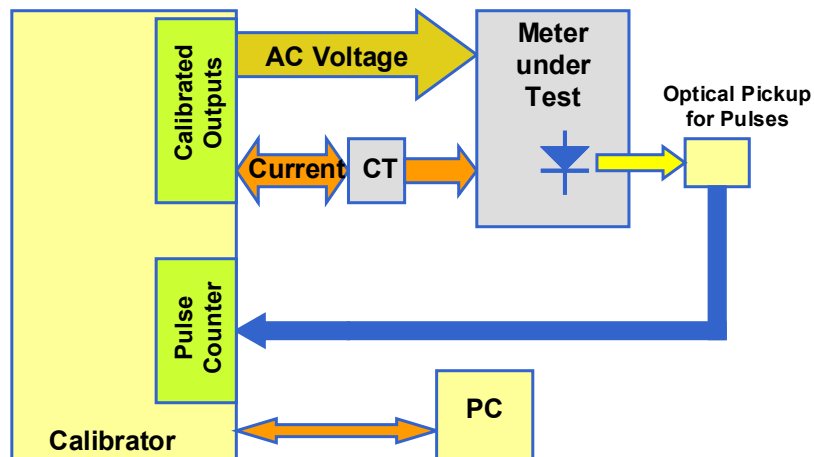 Calibrated
Outputs
AC Voltage
Meter
under
Test
Optical Pickup
for Pulses
Current
CT
Pulse
Counter
PC
Calibrator